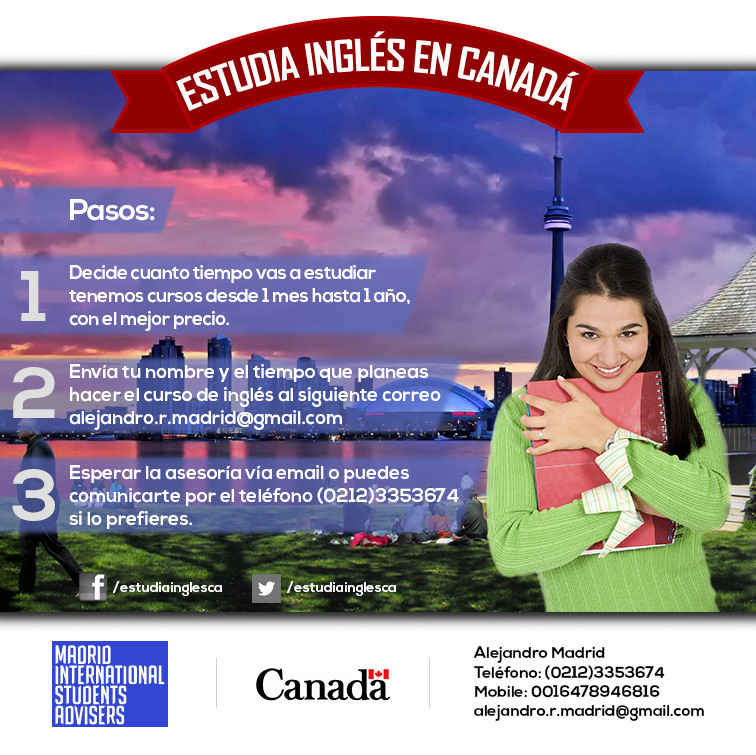 ESTUDIA INGLÉS EN CANADÁ
Pasos:
1
Decide cuanto tiempo vas a estudiar
tenemos cursos desde 1 mes hasta 1 año,
con el mejor precio.
2
Envía tu nombre y el tiempo que planeas
hacer el curso de inglés al siguiente correo
alejandro.r.madrid@gmail.com
3
Esperar la asesoría vía email o puedes
comunicarte por el teléfono (0212)3353674
si lo prefieres.
f /estudiainglesca
/estudiainglesca
MADRID
INTERNATIONAL
STUDENTS
ADVISERS
Canada
Alejandro Madrid
Teléfono: (0212)3353674
Mobile: 0016478946816
alejandro.r.madrid@gmail.com